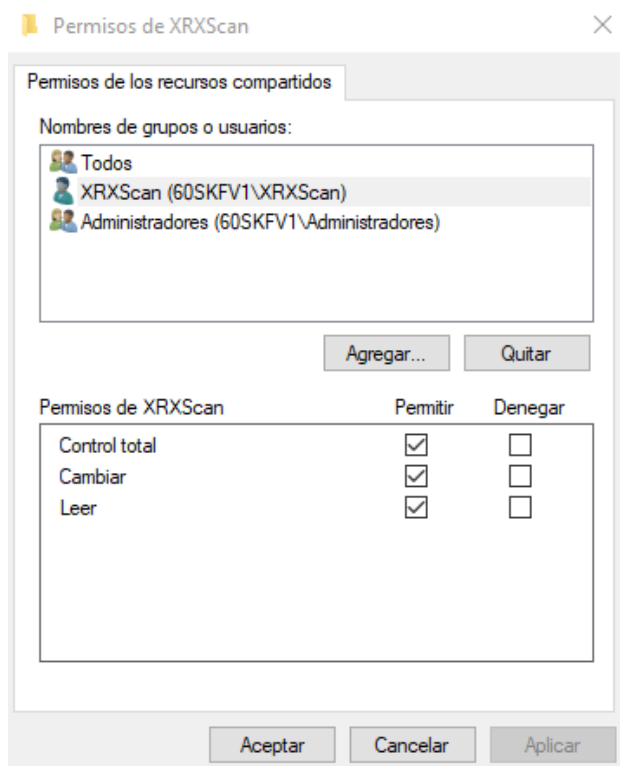 Permisos de XRXScan
Permisos de los recursos compartidos
Nombres de grupos o usuarios:
Todos
XRXScan (60SKFV1\XRXScan)
Administradores (60SKFV1\Administradores)
Agregar... Quitar
Permisos de XRXScan Permitir Denegar
Control total
Cambiar
Leer
Aceptar Cancelar Aplicar